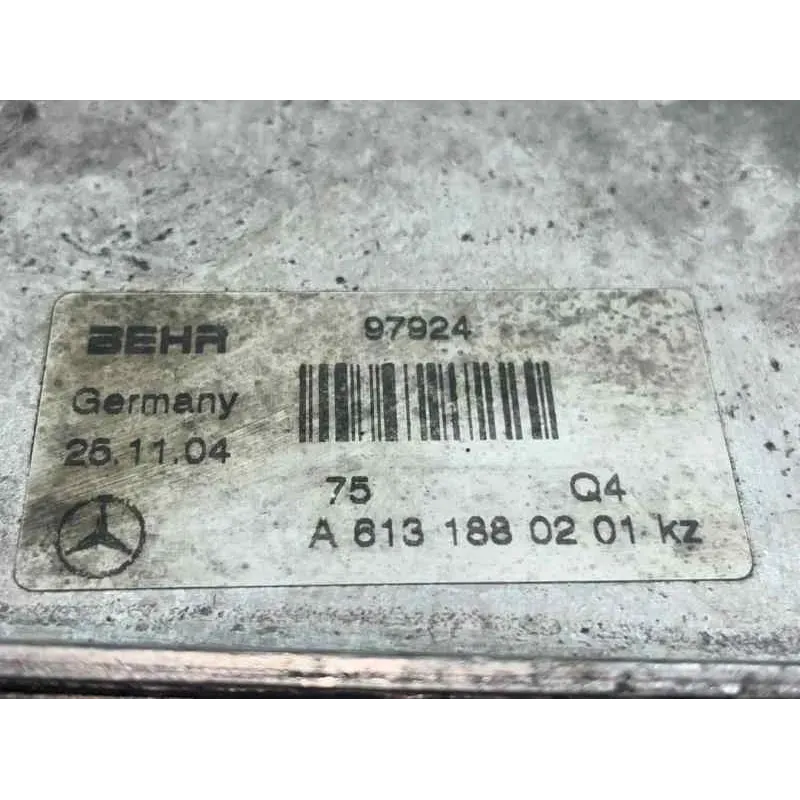 BEHR 97924
Germany
25.11.04
75 Q4
A 613 188 02 01 kz